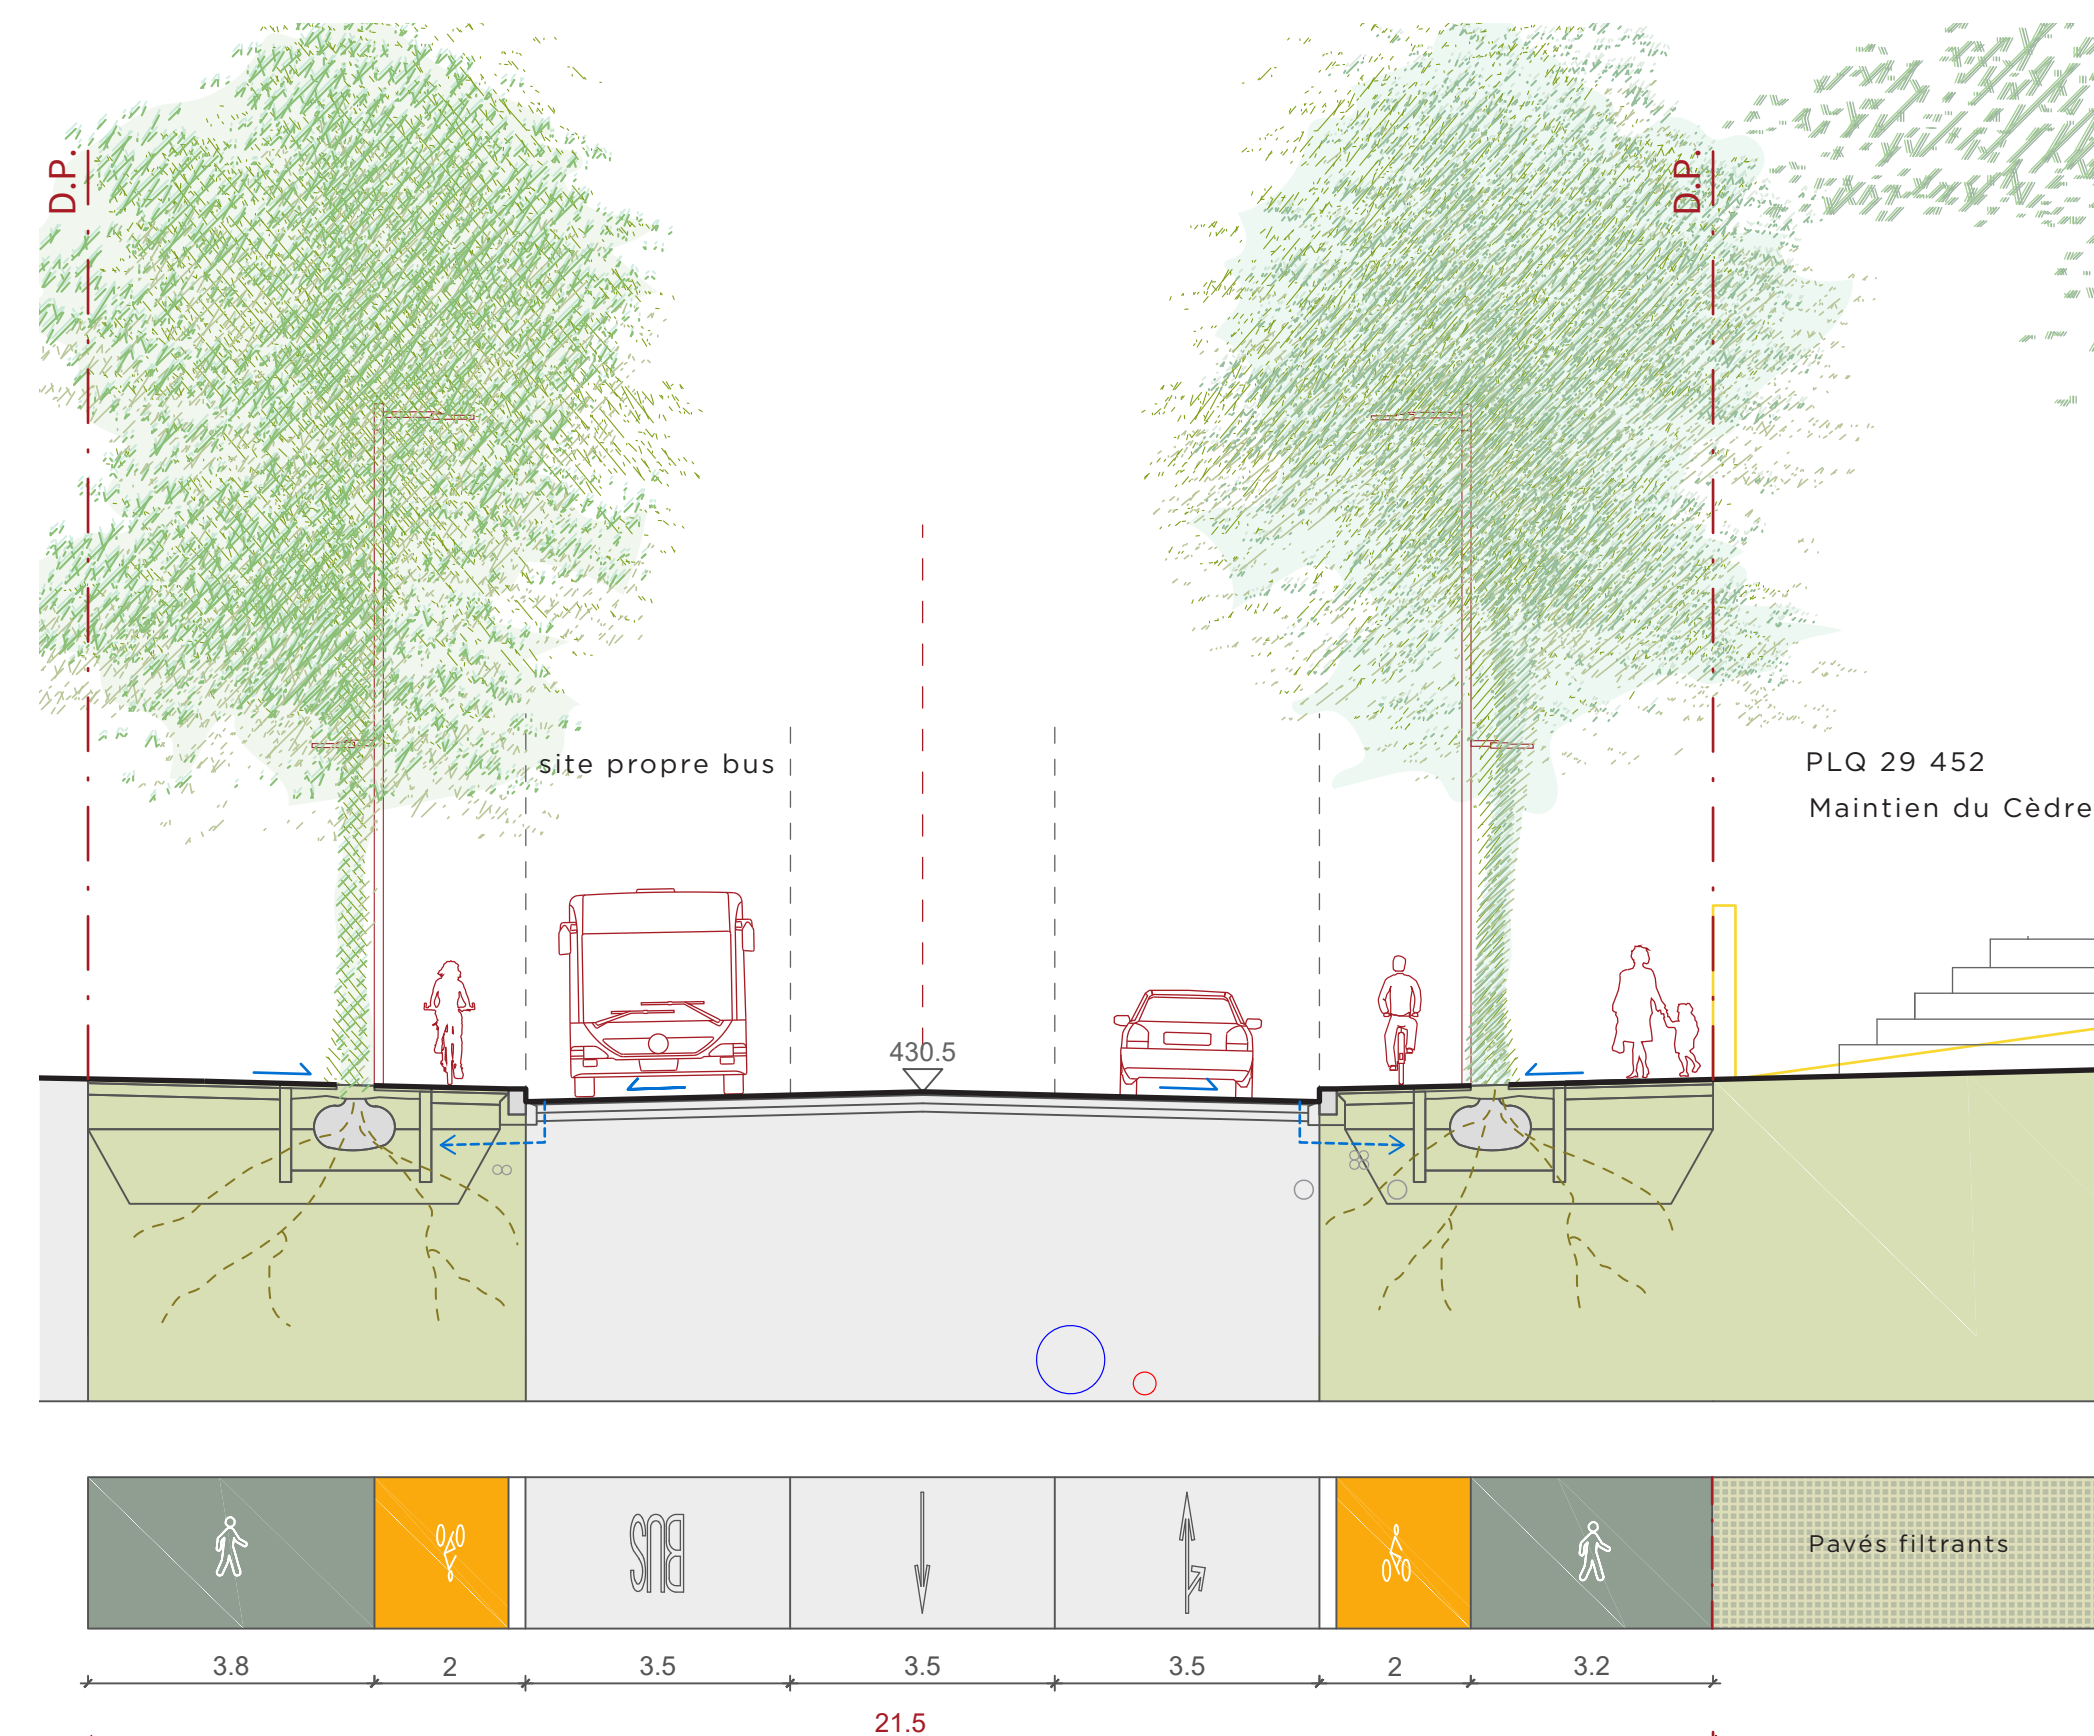 D.P.
D.P.
site propre bus
PLQ 29 452
Maintien du Cèdre
430.5
BUS
Pavés filtrants
3.8
2
3.5
3.5
3.5
2
3.2
21.5